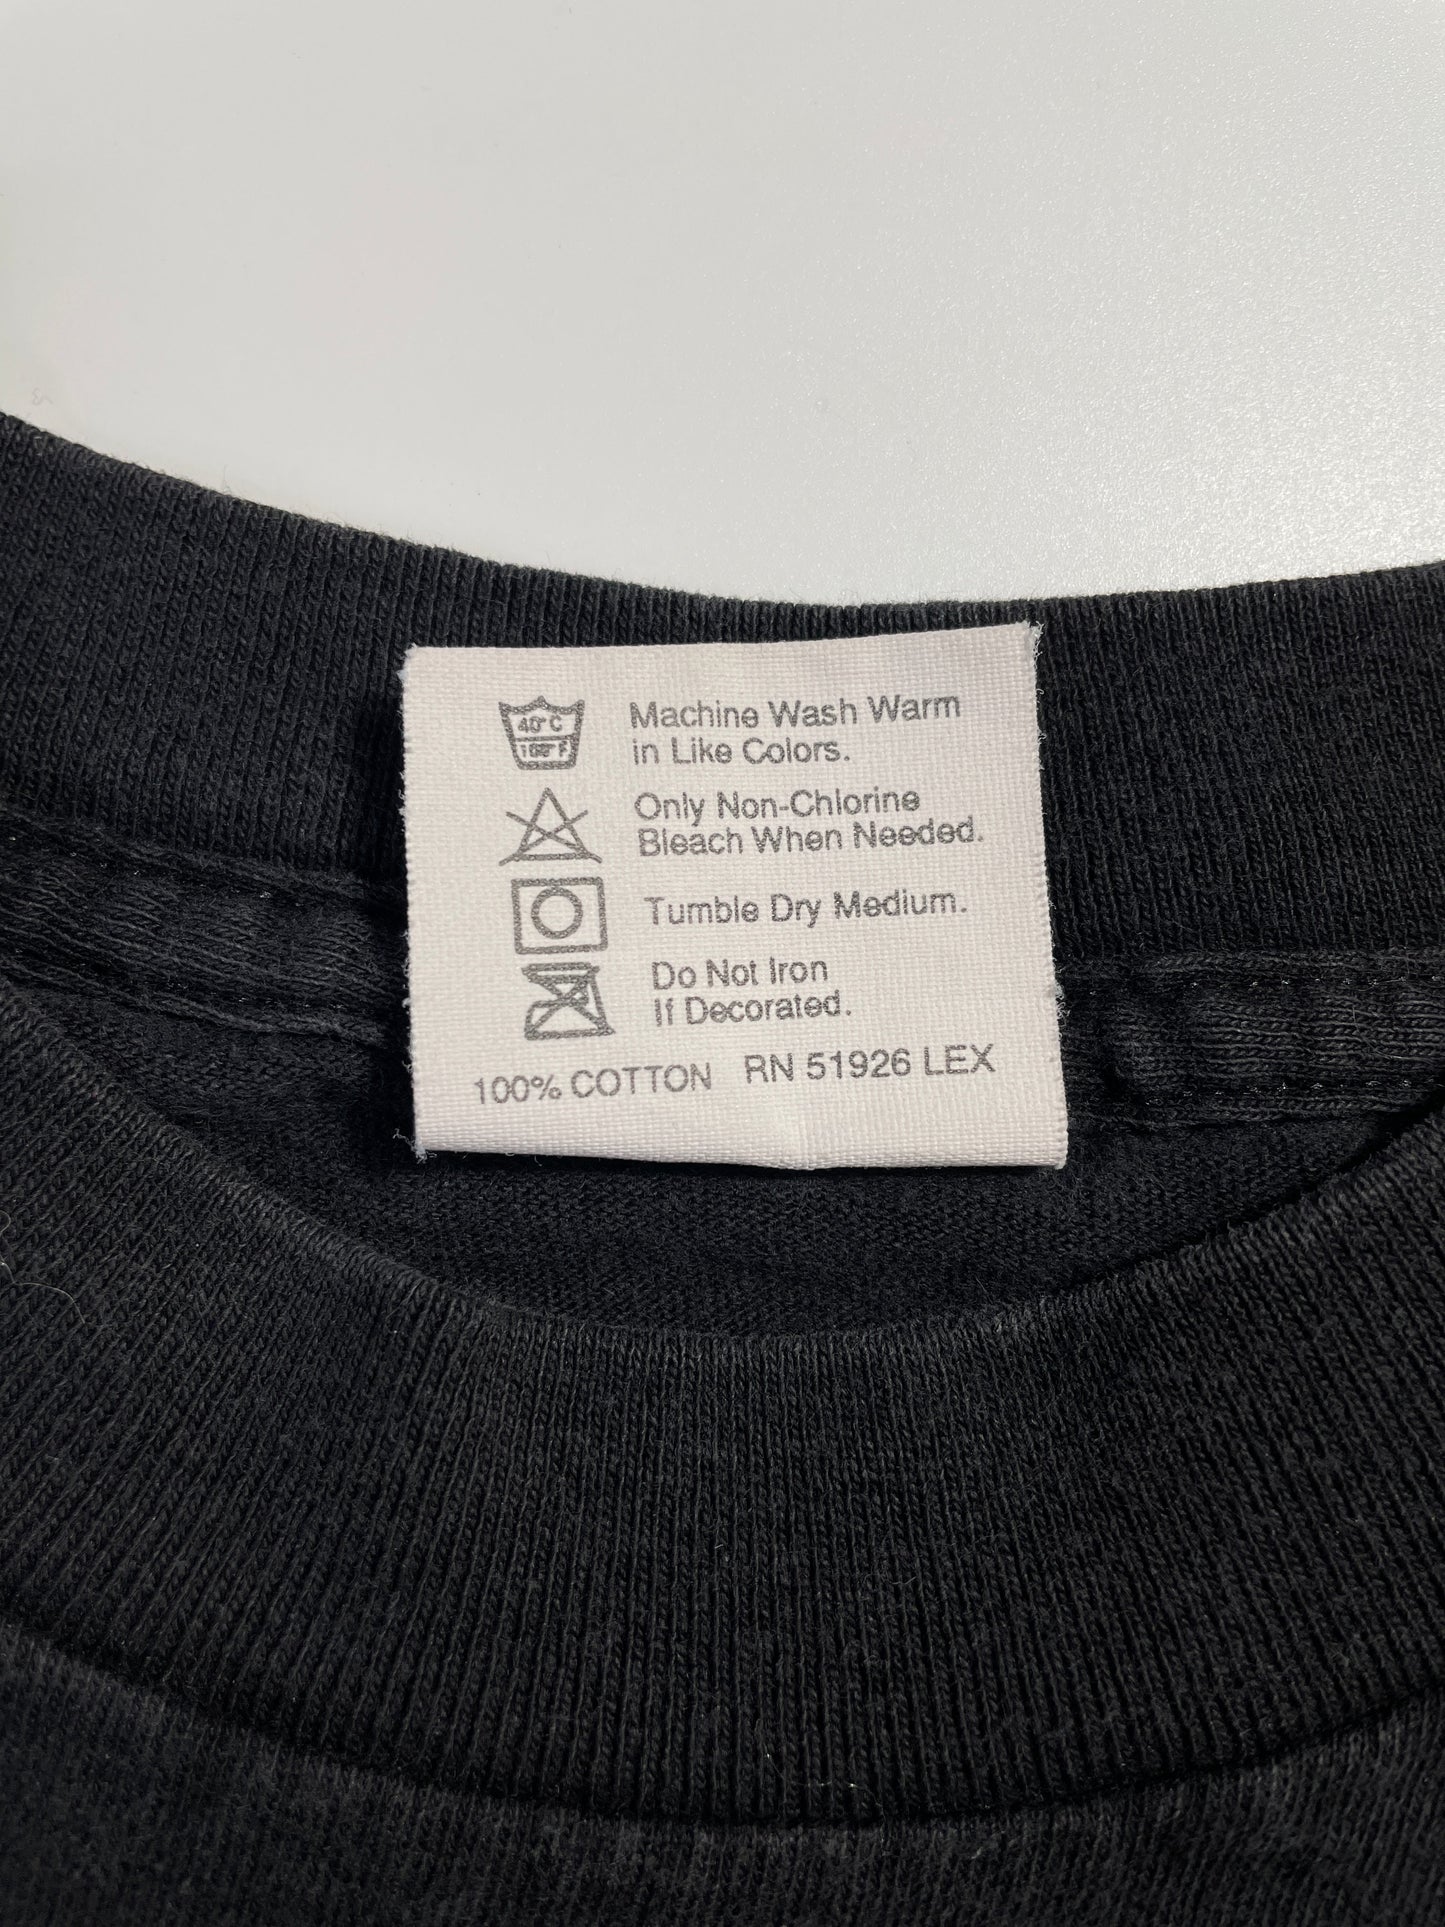 40°C Machine Wash Warm
in Like Colors.
Only Non-Chlorine
Bleach When Needed.
Tumble Dry Medium.
Do Not Iron
If Decorated.
100% COTTON RN 51926 LEX